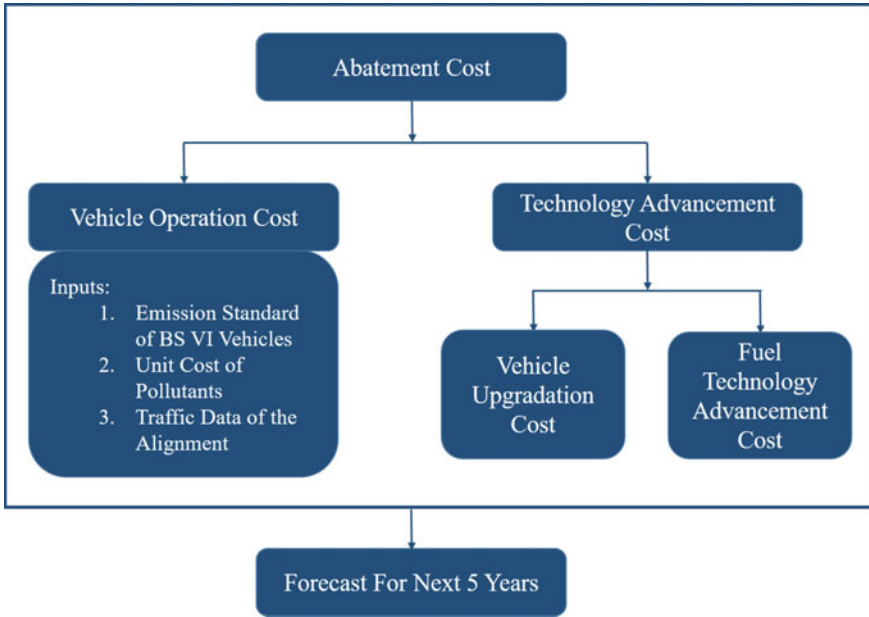 Abatement Cost
Vehicle Operation Cost
Inputs:
1. Emission Standard
of BS VI Vehicles
2. Unit Cost of
Pollutants
3. Traffic Data of the
Alignment
Technology Advancement
Cost
Vehicle
Upgradation
Cost
Fuel
Technology
Advancement
Cost
Forecast For Next 5 Years